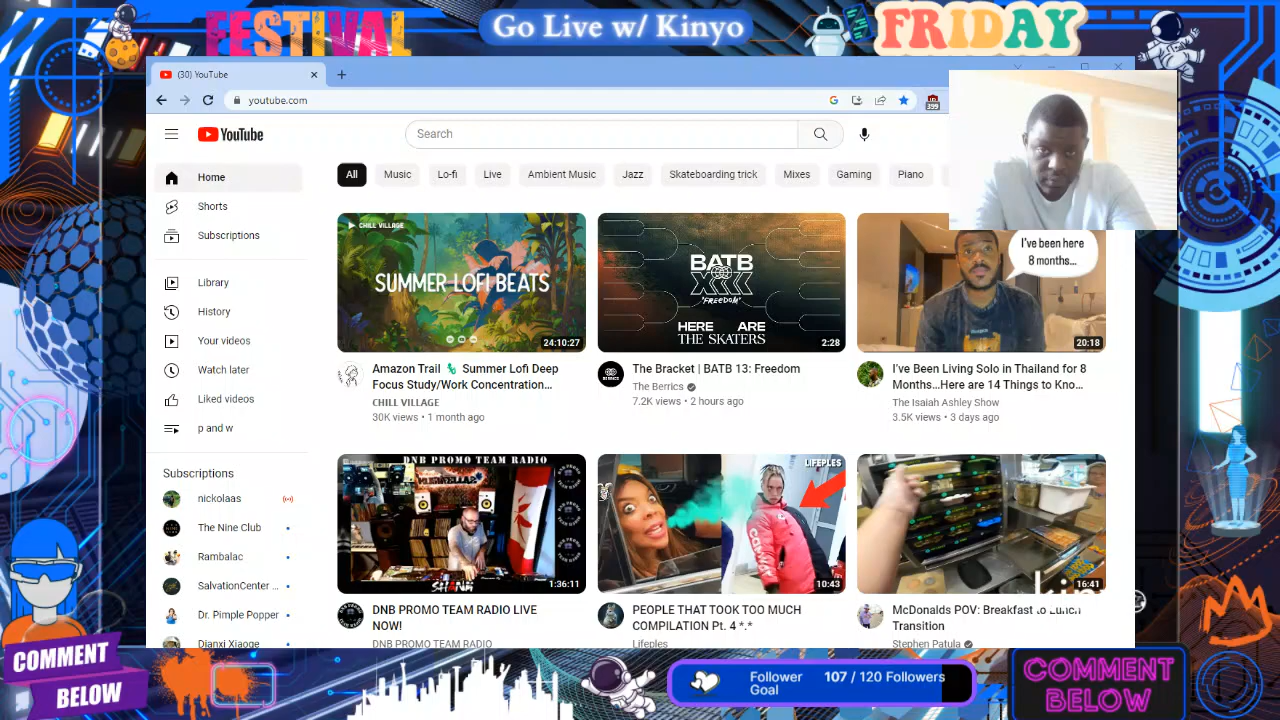 FESTIVAL
Go Live w/ Kinyo
FRIDAY
(30) YouTube
youtube.com
399
YouTube
Search
Home
Shorts
Subscriptions
Library
History
Your videos
Watch later
Liked videos
p and w
Subscriptions
nickolaas
The Nine Club
Rambalac
SalvationCenter ...
Dr. Pimple Popper
Dianxi Xiaoge
All
Music
Lo-fi
Live
Ambient Music
Jazz
Skateboarding trick
Mixes
Gaming
Piano
CHILL VILLAGE
SUMMER LOFI BEATS
24:10:27
Amazon Trail 🦎 Summer Lofi Deep
Focus Study/Work Concentration...
CHILL VILLAGE
30K views • 1 month ago
BATB
XIII
"FREEDOM"
HERE ARE
THE SKATERS
2:28
The Bracket | BATB 13: Freedom
The Berrics
7.2K views • 2 hours ago
I've been here
8 months...
20:18
I've Been Living Solo in Thailand for 8
Months...Here are 14 Things to Kno...
The Isaiah Ashley Show
3.5K views • 3 days ago
DNB PROMO TEAM RADIO
1:36:11
DNB PROMO TEAM RADIO LIVE
NOW!
DNB PROMO TEAM RADIO
LIFEPLES
10:43
PEOPLE THAT TOOK TOO MUCH
COMPILATION Pt. 4 *.*
Lifeples
16:41
McDonalds POV: Breakfast to Lunch
Transition
Stephen Patula
COMMENT
BELOW
Follower
Goal
107 / 120 Followers
COMMENT
BELOW